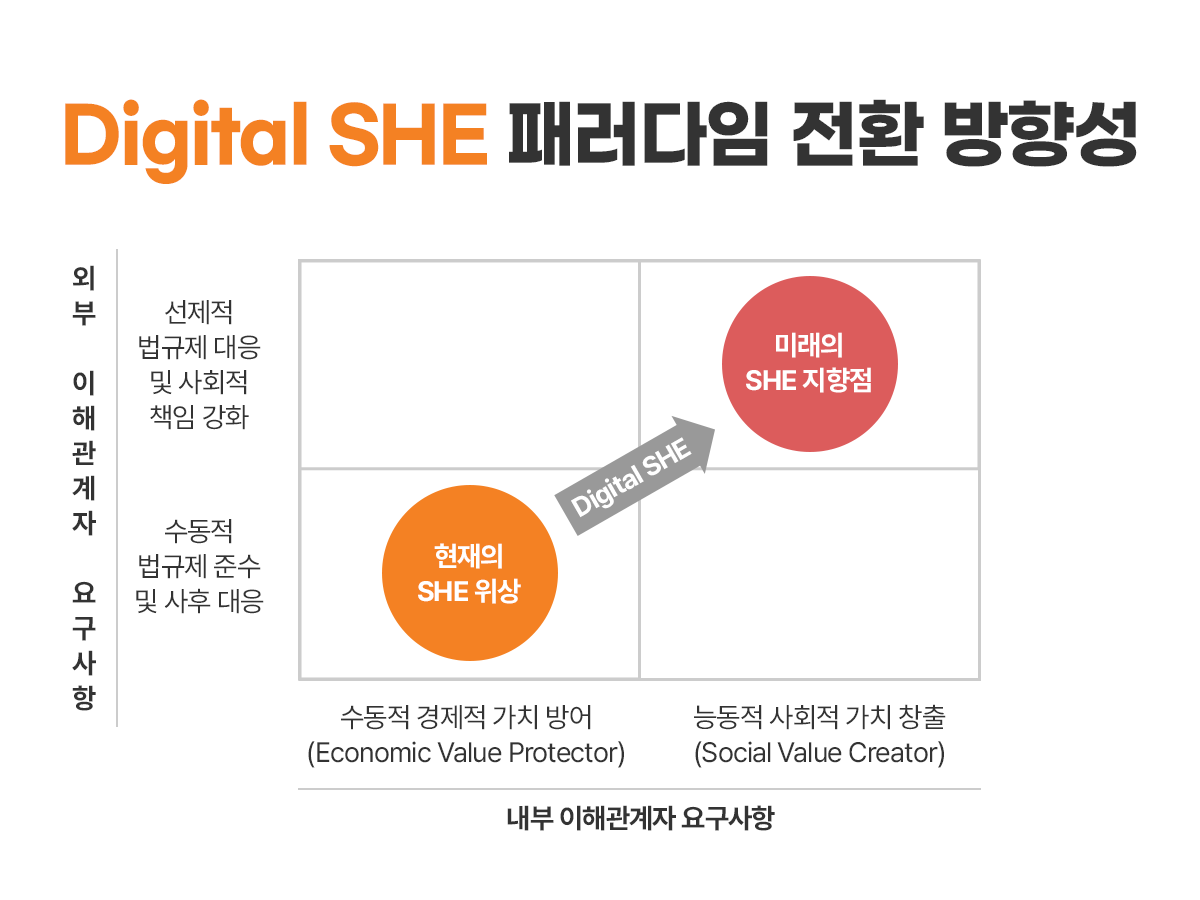 Digital SHE 패러다임 전환 방향성
외부 이해관계자 요구사항
선제적
법규제 대응
및 사회적
책임 강화
미래의
SHE 지향점
Digital SHE
수동적
법규제 준수
및 사후 대응
현재의
SHE 위상
수동적 경제적 가치 방어
(Economic Value Protector)
능동적 사회적 가치 창출
(Social Value Creator)
내부 이해관계자 요구사항